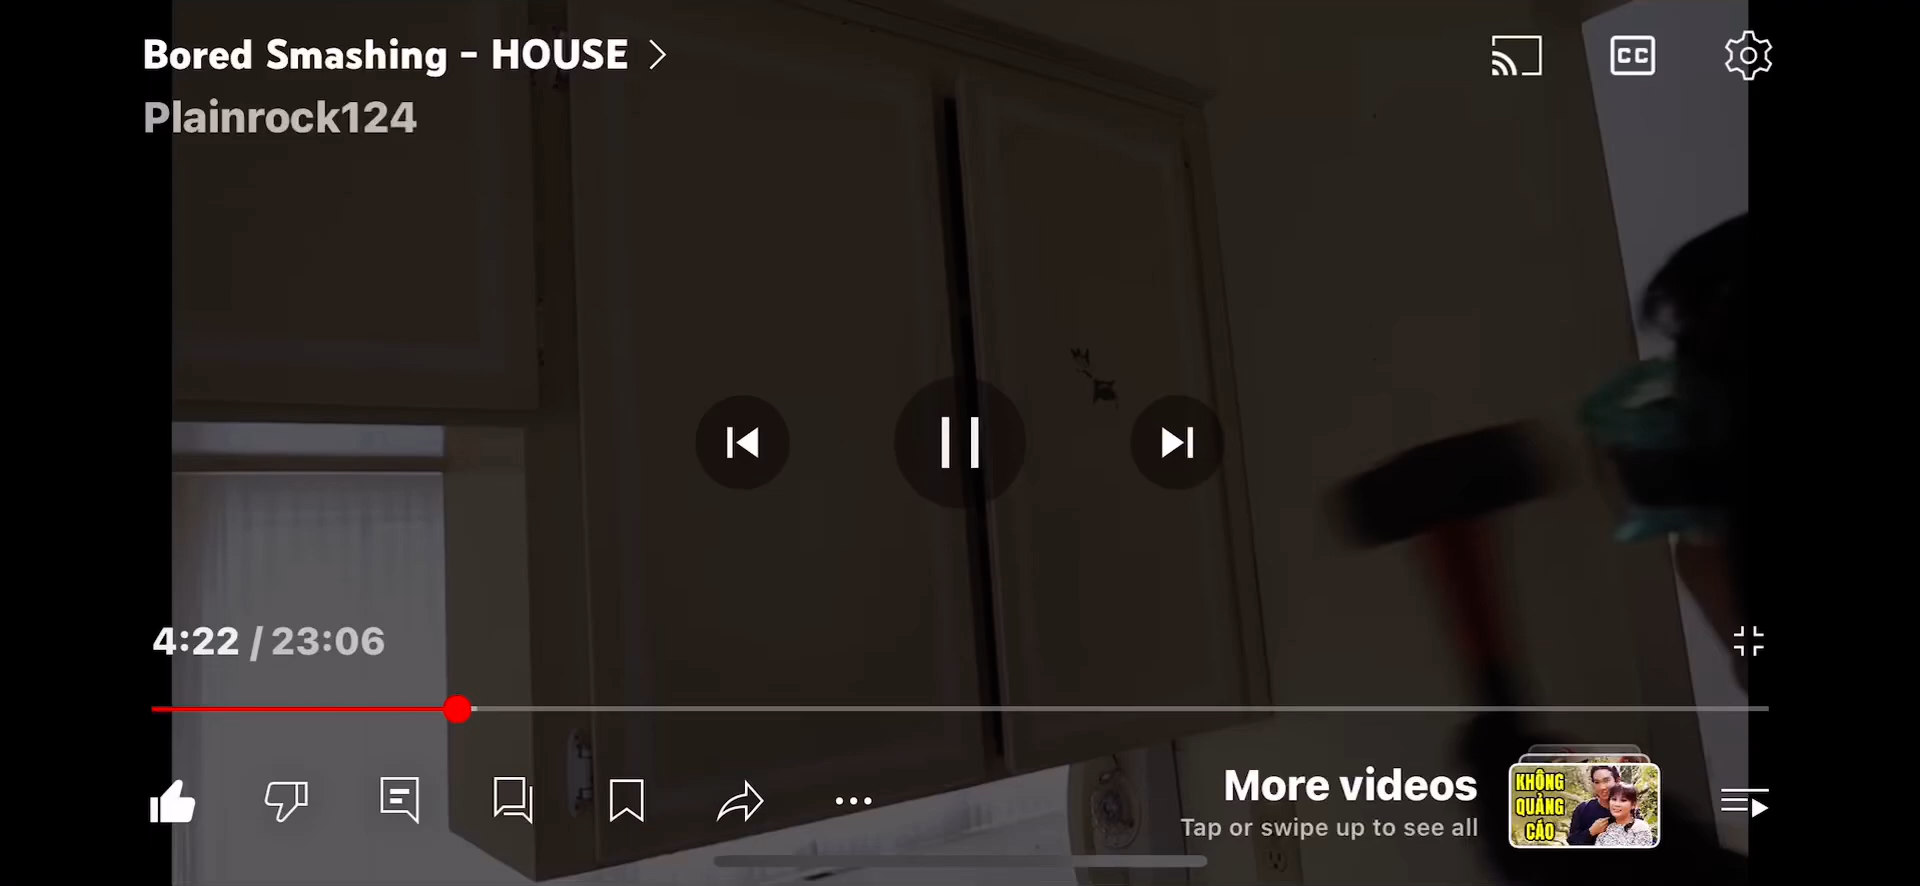 Bored Smashing - HOUSE
Plainrock124
CC
4:22 / 23:06
More videos
Tap or swipe up to see all
KHÔNG
QUẢNG
CÁO